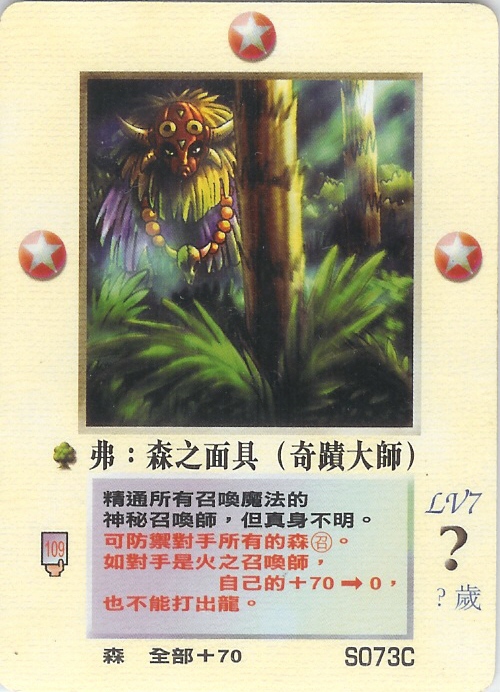 弗：森之面具（奇蹟大師）
精通所有召喚魔法的
神秘召喚師，但真身不明。
可防禦對手所有的森㊁。
如對手是火之召喚師，
自己的＋70 ➡ 0，
也不能打出龍。
LV7
?
? 歲
109
森　全部＋70
S073C